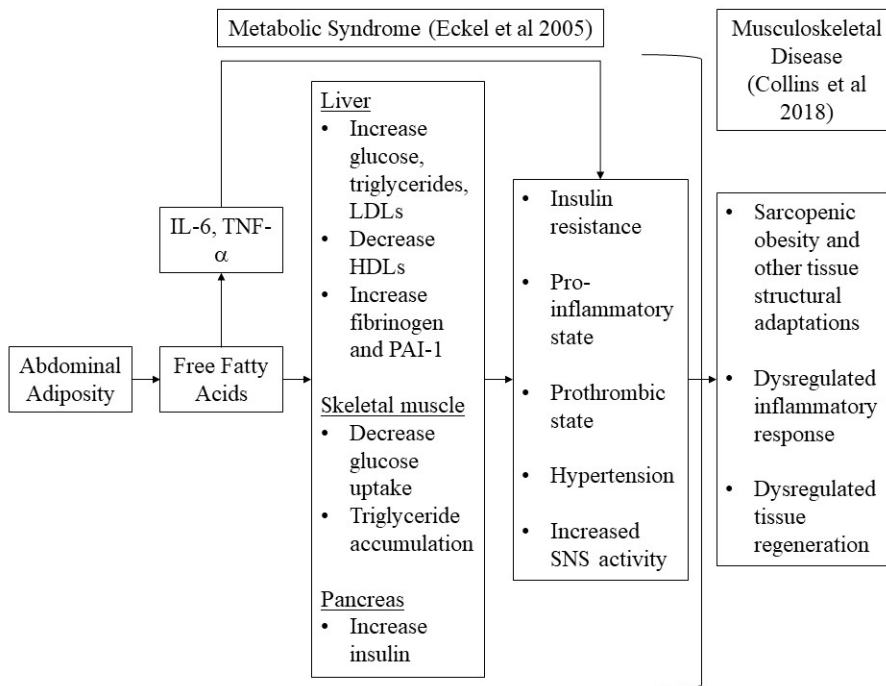 Metabolic Syndrome (Eckel et al 2005)
Musculoskeletal
Disease
(Collins et al
2018)
Abdominal
Adiposity
Free Fatty
Acids
IL-6, TNF-
α
Liver
• Increase
glucose,
triglycerides,
LDLs
• Decrease
HDLs
• Increase
fibrinogen
and PAI-1
Skeletal muscle
• Decrease
glucose
uptake
• Triglyceride
accumulation
Pancreas
• Increase
insulin
• Insulin
resistance
• Pro-
inflammatory
state
• Prothrombic
state
• Hypertension
• Increased
SNS activity
• Sarcopenic
obesity and
other tissue
structural
adaptations
• Dysregulated
inflammatory
response
• Dysregulated
tissue
regeneration